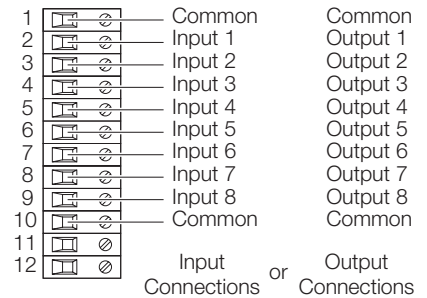 1 Common Common
2 Input 1 Output 1
3 Input 2 Output 2
4 Input 3 Output 3
5 Input 4 Output 4
6 Input 5 Output 5
7 Input 6 Output 6
8 Input 7 Output 7
9 Input 8 Output 8
10 Common Common
11
12
Input or Output
Connections Connections